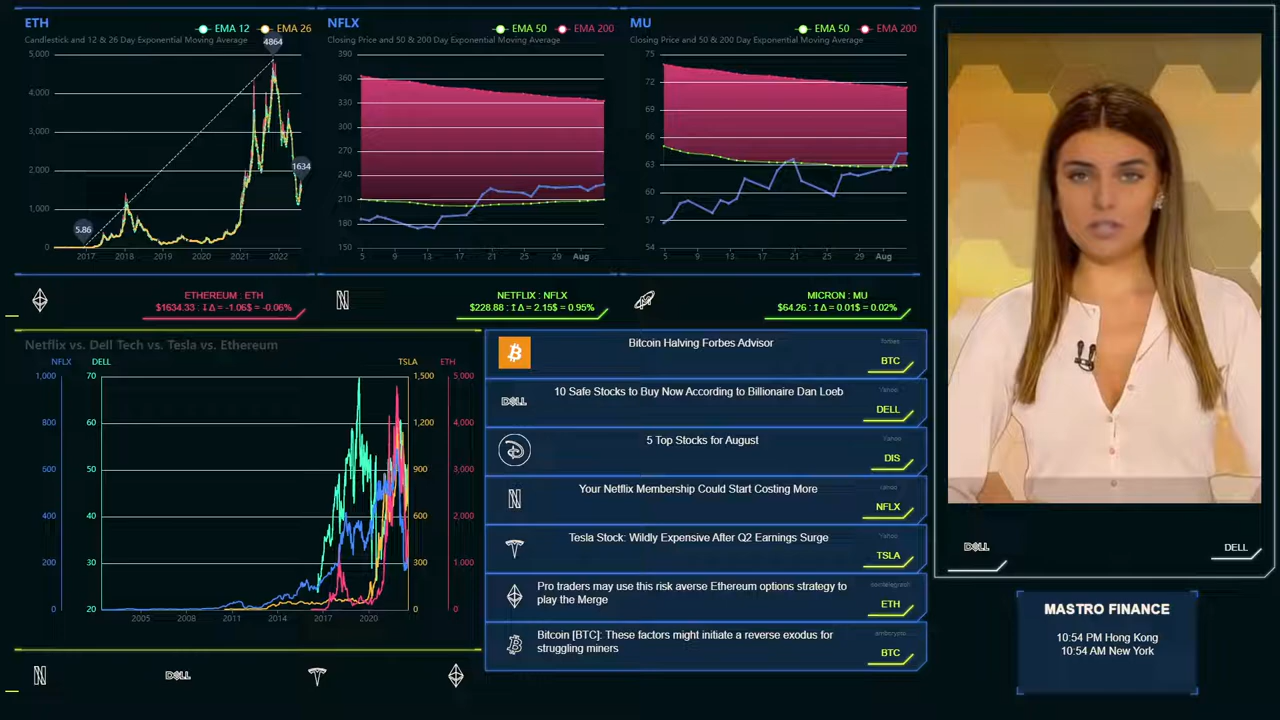 ETH
EMA 12
EMA 26
Candlestick and 12 & 26 Day Exponential Moving Average
4864
5,000
4,000
3,000
2,000
1,000
0
1634
5.86
2017
2018
2019
2020
2021
2022
NFLX
EMA 50
EMA 200
Closing Price and 50 & 200 Day Exponential Moving Average
390
360
330
300
270
240
210
180
150
5
9
13
17
21
25
29
Aug
MU
EMA 50
EMA 200
Closing Price and 50 & 200 Day Exponential Moving Average
75
72
69
66
63
60
57
54
5
9
13
17
21
25
29
Aug
ETHEREUM : ETH
$1634.33 : 1 Δ = -1.06$ = -0.06%
NETFLIX : NFLX
$228.88 : 1 Δ = 2.15$ = 0.95%
MICRON : MU
$64.26 : 1 Δ = 0.01$ = 0.02%
Netflix vs. Dell Tech vs. Tesla vs. Ethereum
NFLX
DELL
TSLA
ETH
1,000
800
600
400
200
0
70
60
50
40
30
20
1,500
1,200
900
600
300
0
5,000
4,000
3,000
2,000
1,000
0
2005
2008
2011
2014
2017
2020
DELL
Bitcoin Halving Forbes Advisor
forbes
BTC
DELL
10 Safe Stocks to Buy Now According to Billionaire Dan Loeb
Yahoo
DELL
5 Top Stocks for August
Yahoo
DIS
Your Netflix Membership Could Start Costing More
Yahoo
NFLX
Tesla Stock: Wildly Expensive After Q2 Earnings Surge
Yahoo
TSLA
Pro traders may use this risk averse Ethereum options strategy to
play the Merge
cointelegraph
ETH
Bitcoin [BTC]: These factors might initiate a reverse exodus for
struggling miners
BTC
DELL
DELL
MASTRO FINANCE
10:54 PM Hong Kong
10:54 AM New York